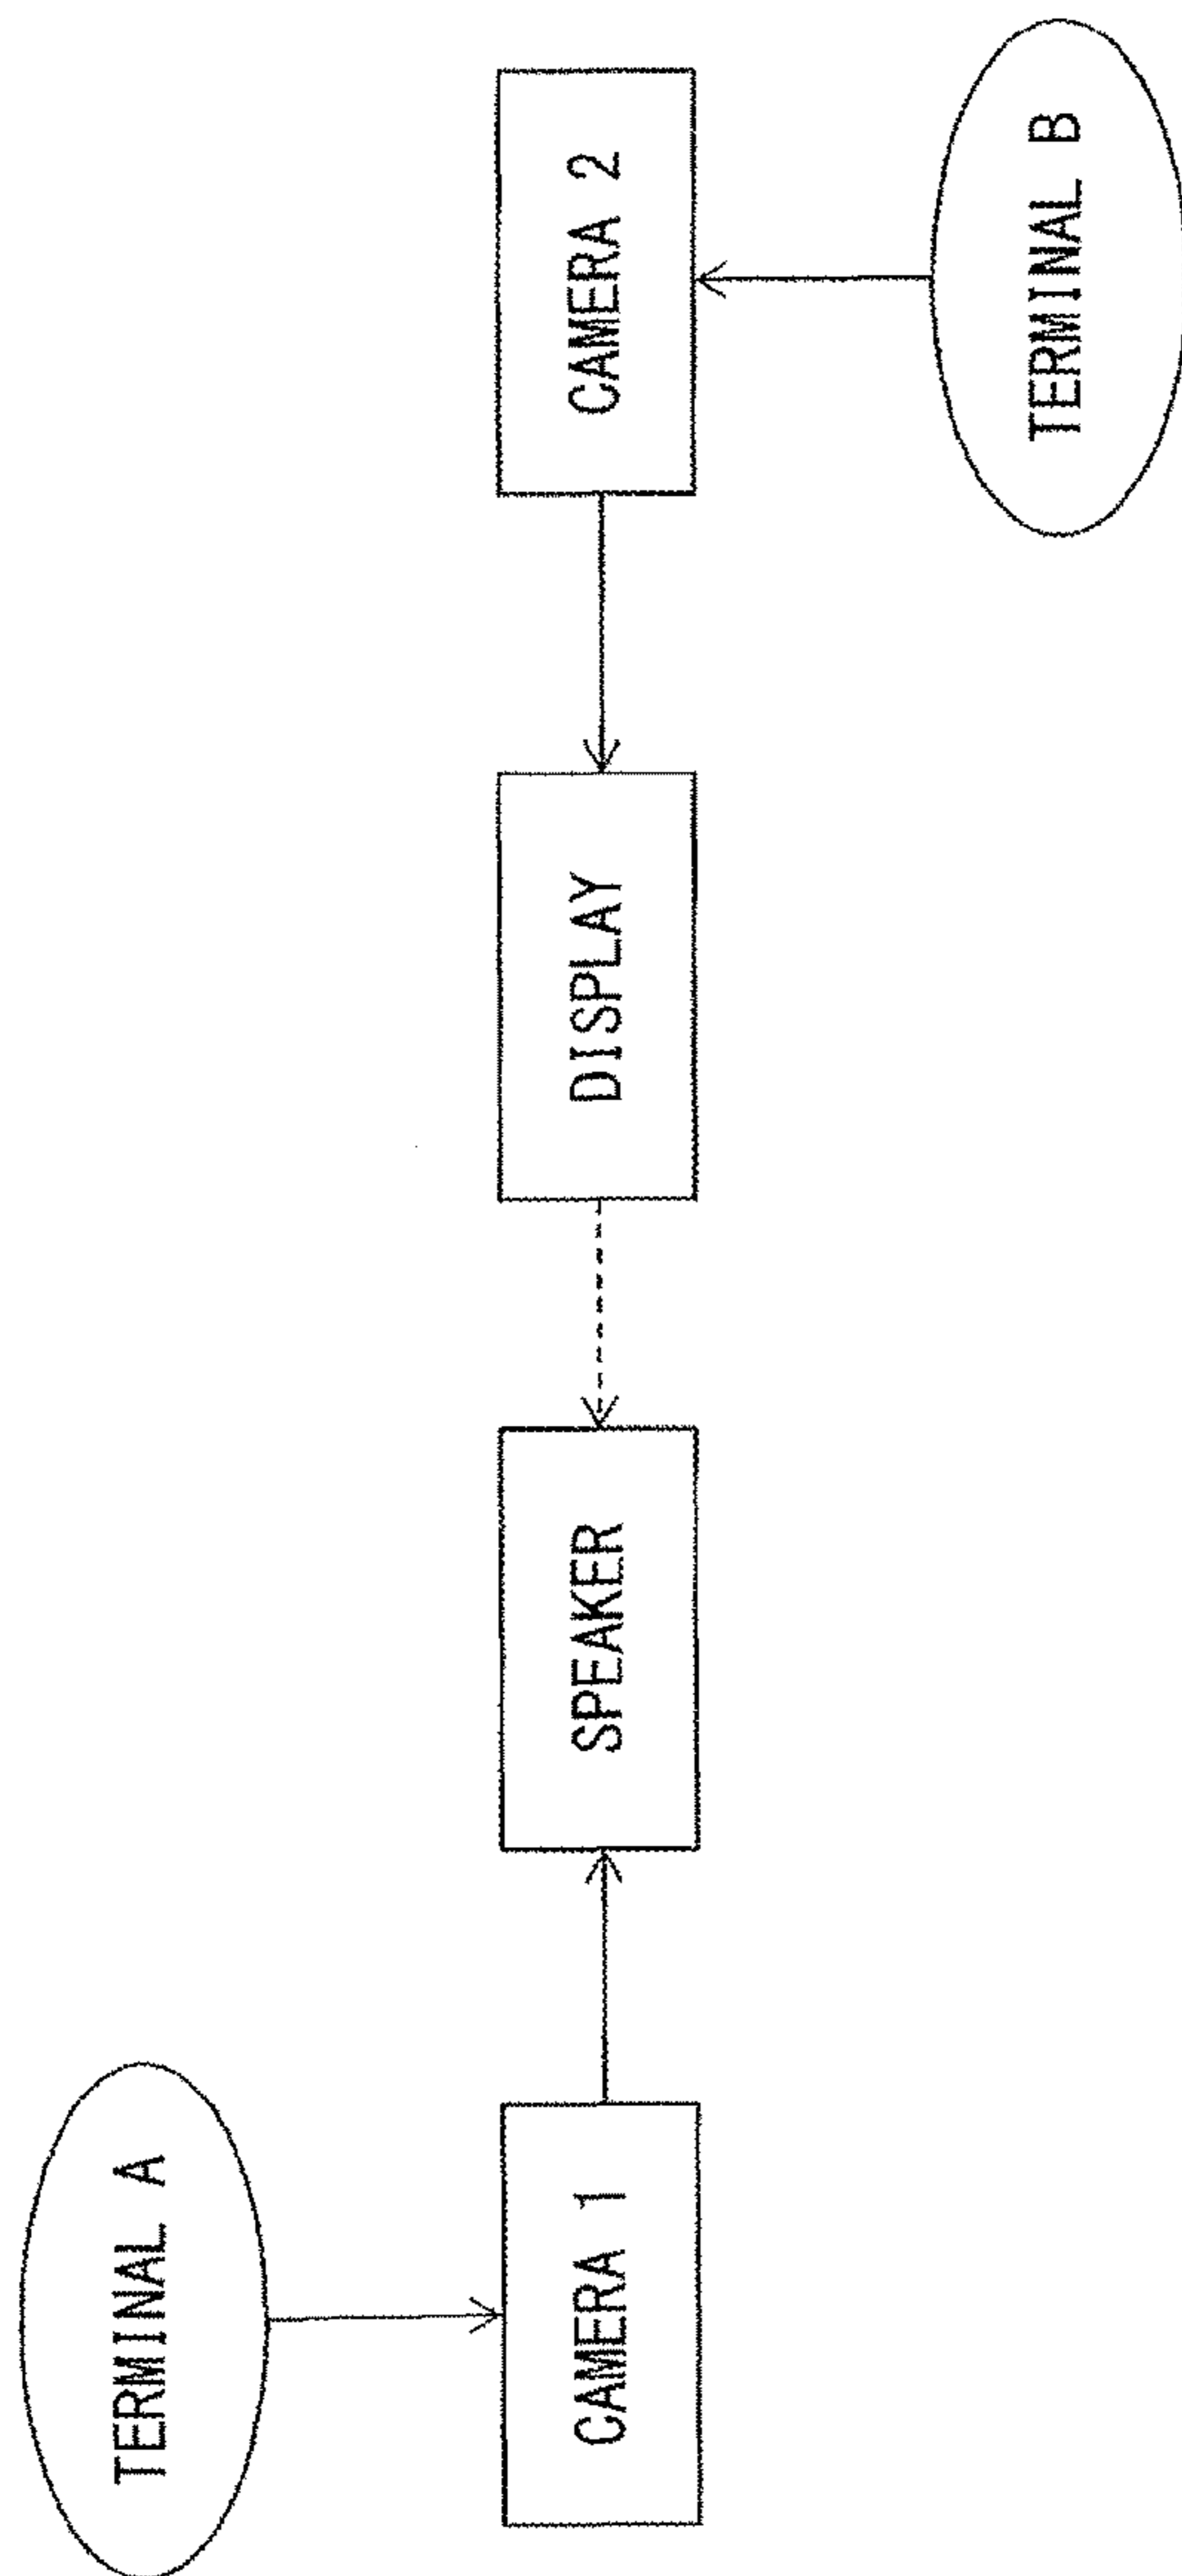 TERMINAL A
CAMERA 1
SPEAKER
DISPLAY
CAMERA 2
TERMINAL B